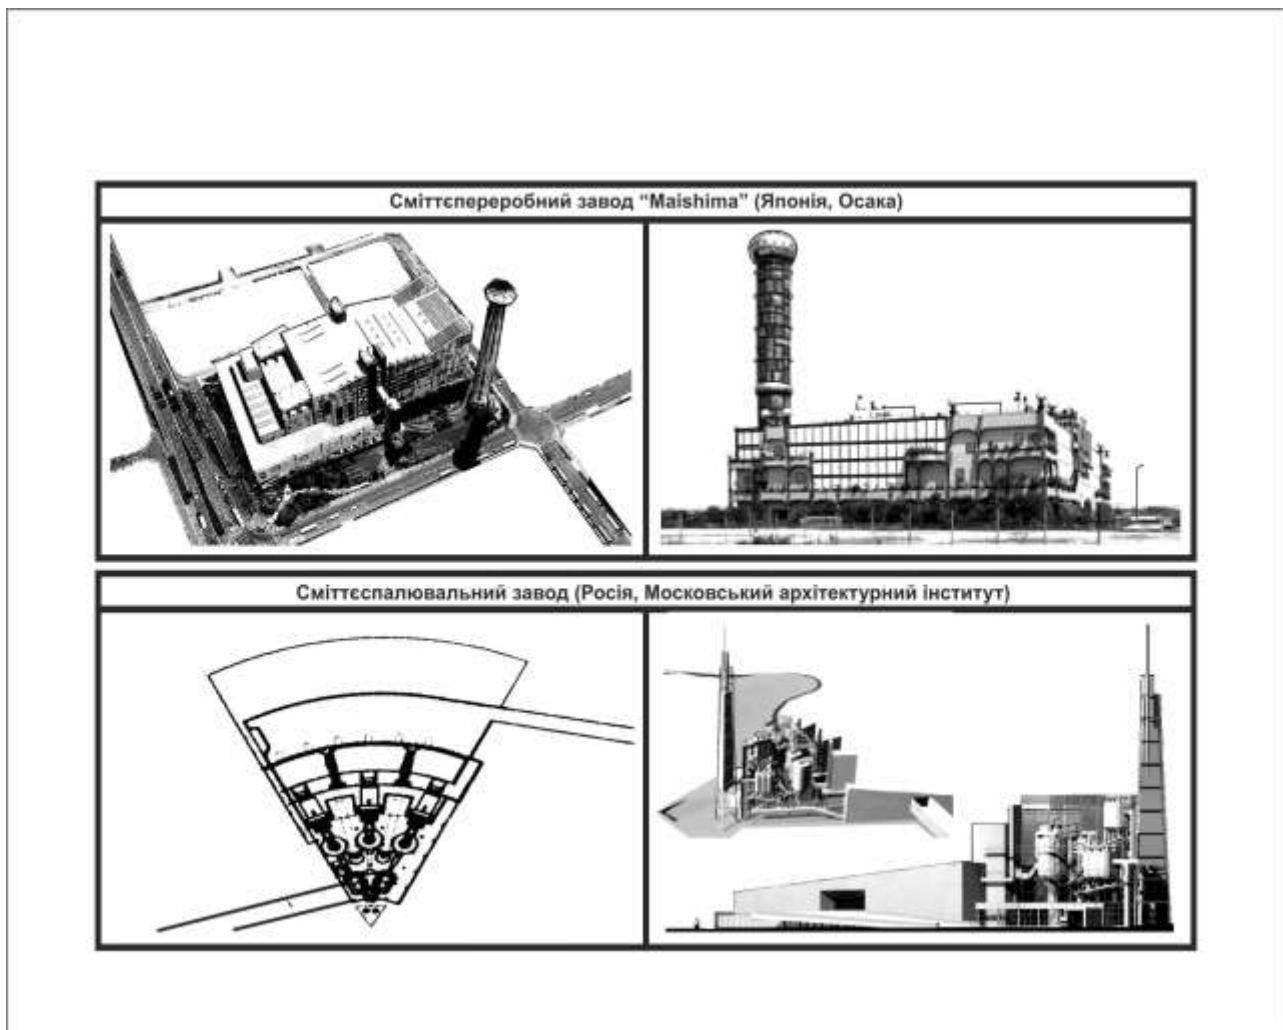 Сміттєпереробний завод “Maishima” (Японія, Осака)
Сміттєспалювальний завод (Росія, Московський архітектурний інститут)